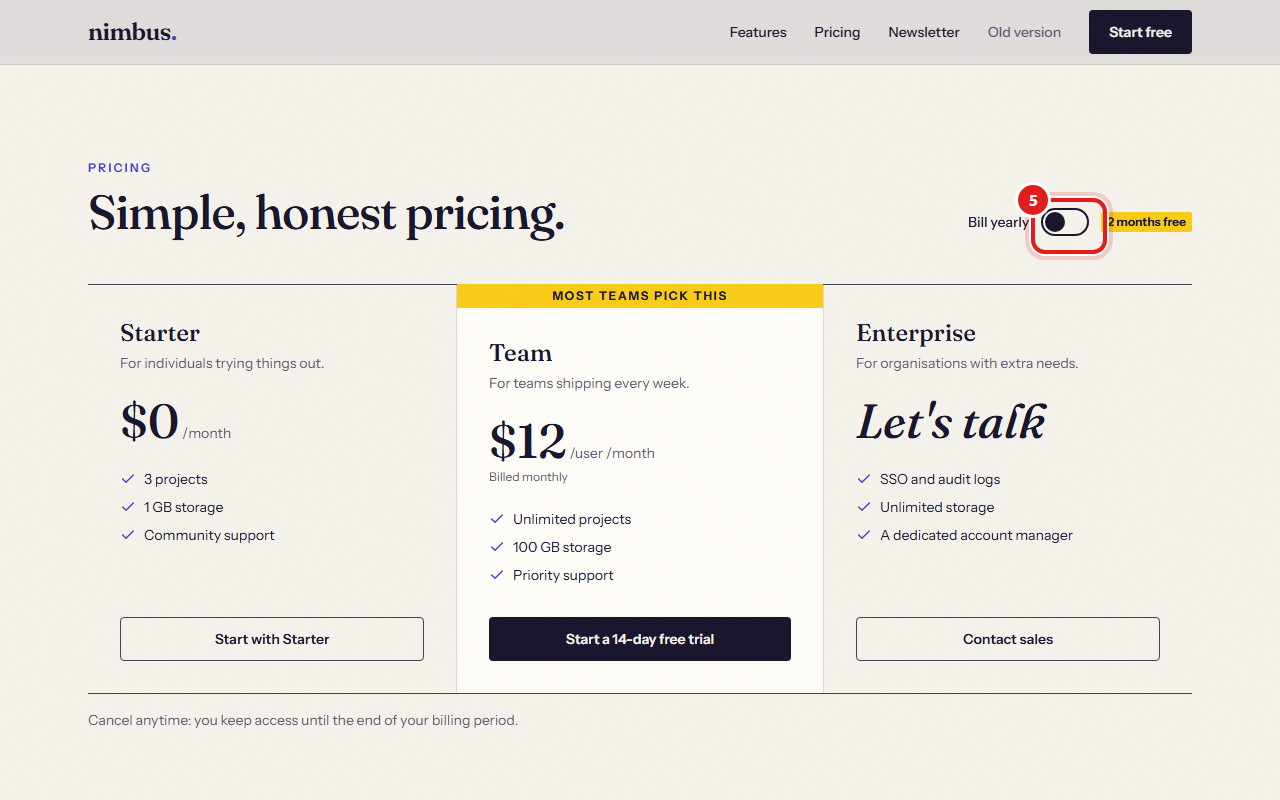 nimbus.
Features
Pricing
Newsletter
Old version
Start free
PRICING
Simple, honest pricing.
Bill yearly
5
2 months free
MOST TEAMS PICK THIS
Starter
For individuals trying things out.
$0 /month
3 projects
1 GB storage
Community support
Start with Starter
Team
For teams shipping every week.
$12 /user /month
Billed monthly
Unlimited projects
100 GB storage
Priority support
Start a 14-day free trial
Enterprise
For organisations with extra needs.
Let's talk
SSO and audit logs
Unlimited storage
A dedicated account manager
Contact sales
Cancel anytime: you keep access until the end of your billing period.